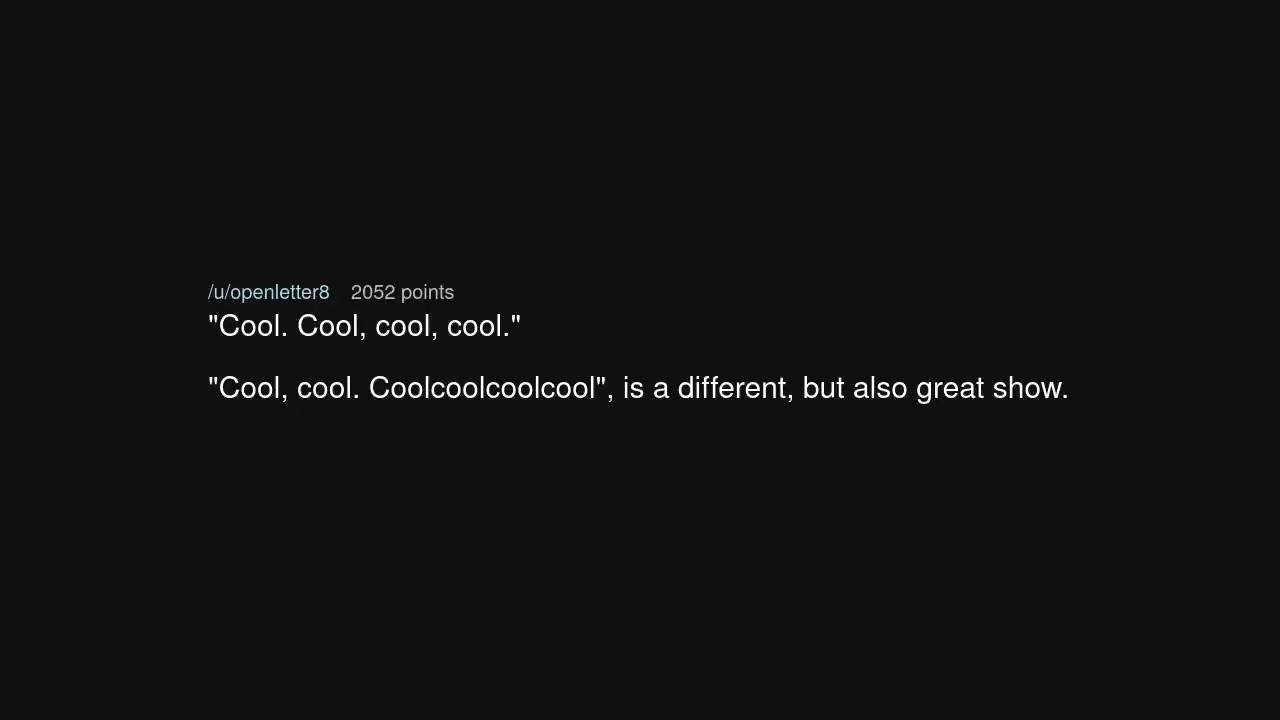 /u/openletter8 2052 points
"Cool. Cool, cool, cool."
"Cool, cool. Coolcoolcoolcool", is a different, but also great show.